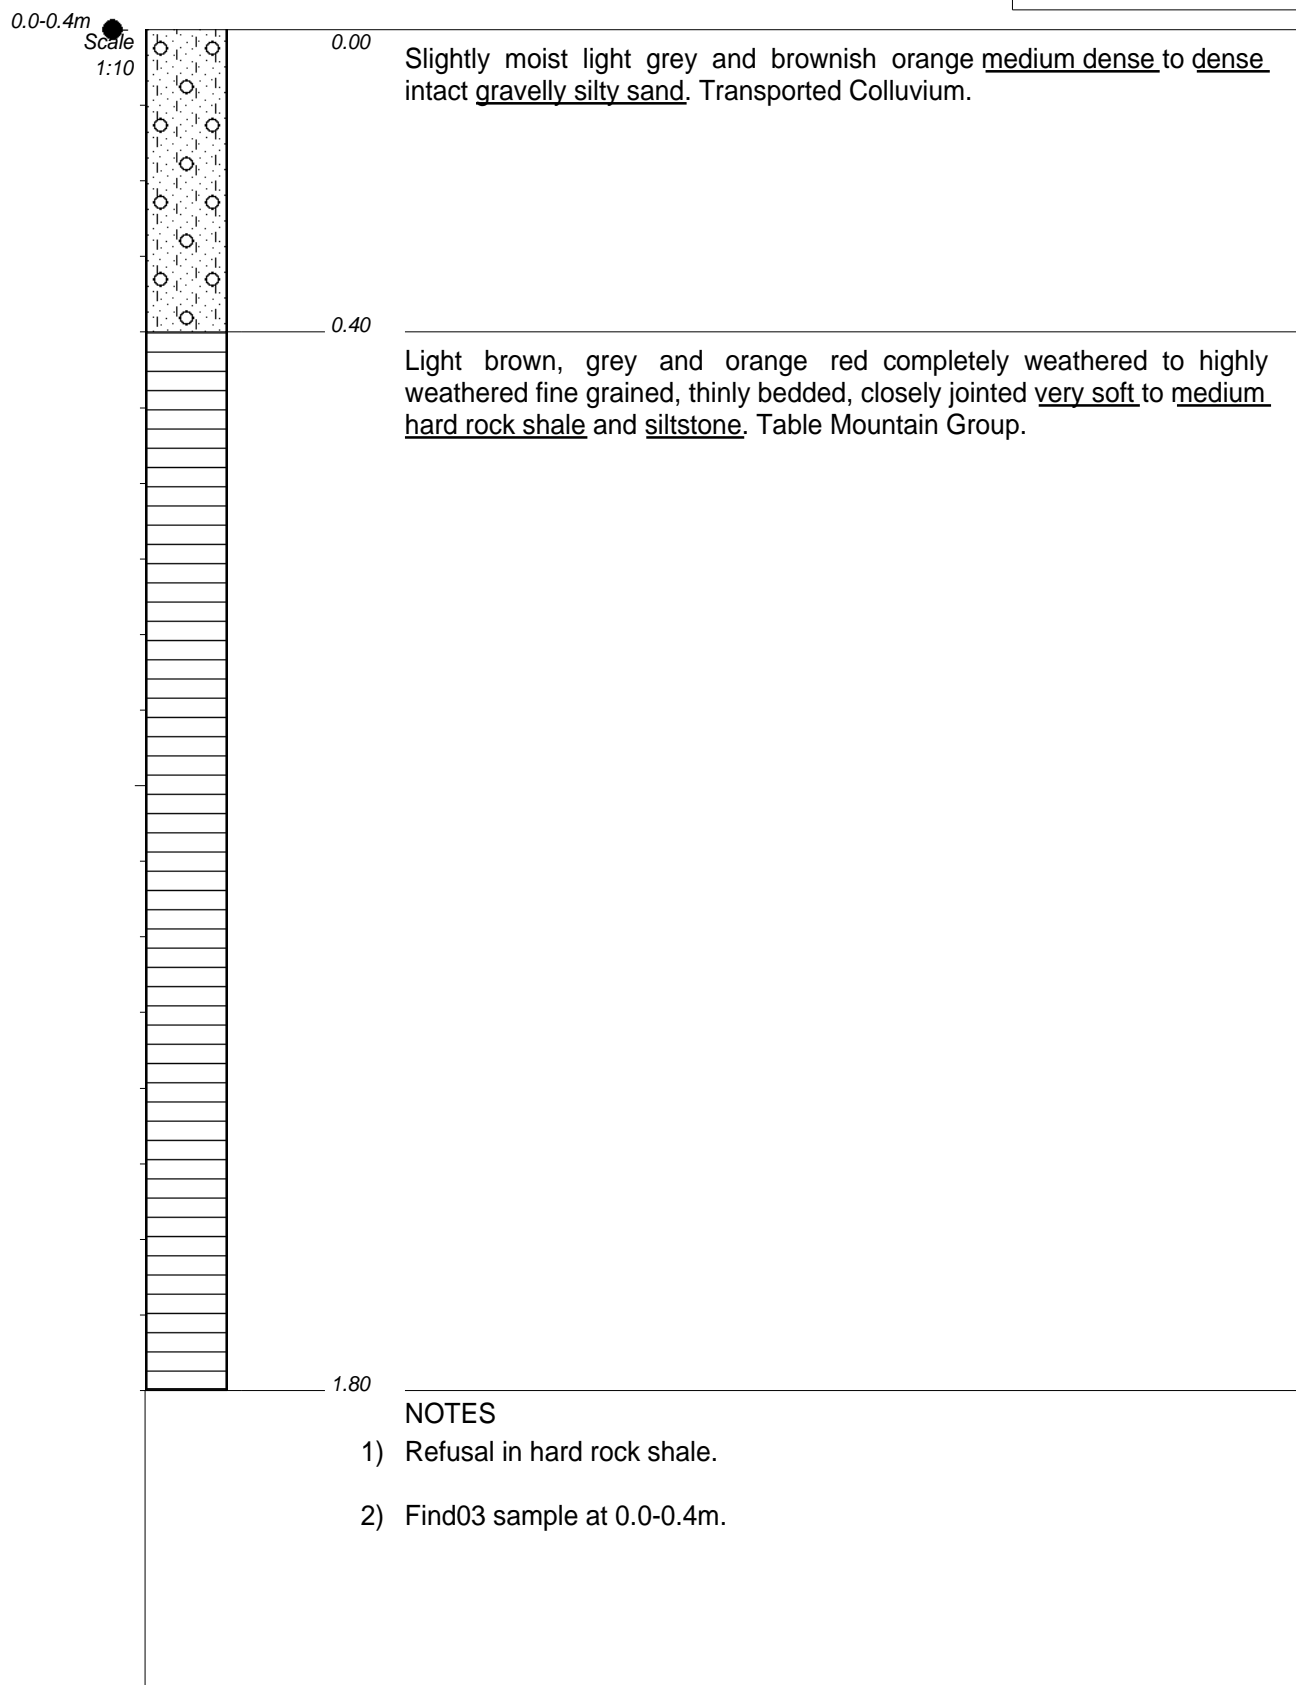 0.0-0.4m
Scale
1:10
0.00
Slightly moist light grey and brownish orange medium dense to dense
intact gravelly silty sand. Transported Colluvium.
0.40
Light brown, grey and orange red completely weathered to highly
weathered fine grained, thinly bedded, closely jointed very soft to medium
hard rock shale and siltstone. Table Mountain Group.
1.80
NOTES
1) Refusal in hard rock shale.
2) Find03 sample at 0.0-0.4m.